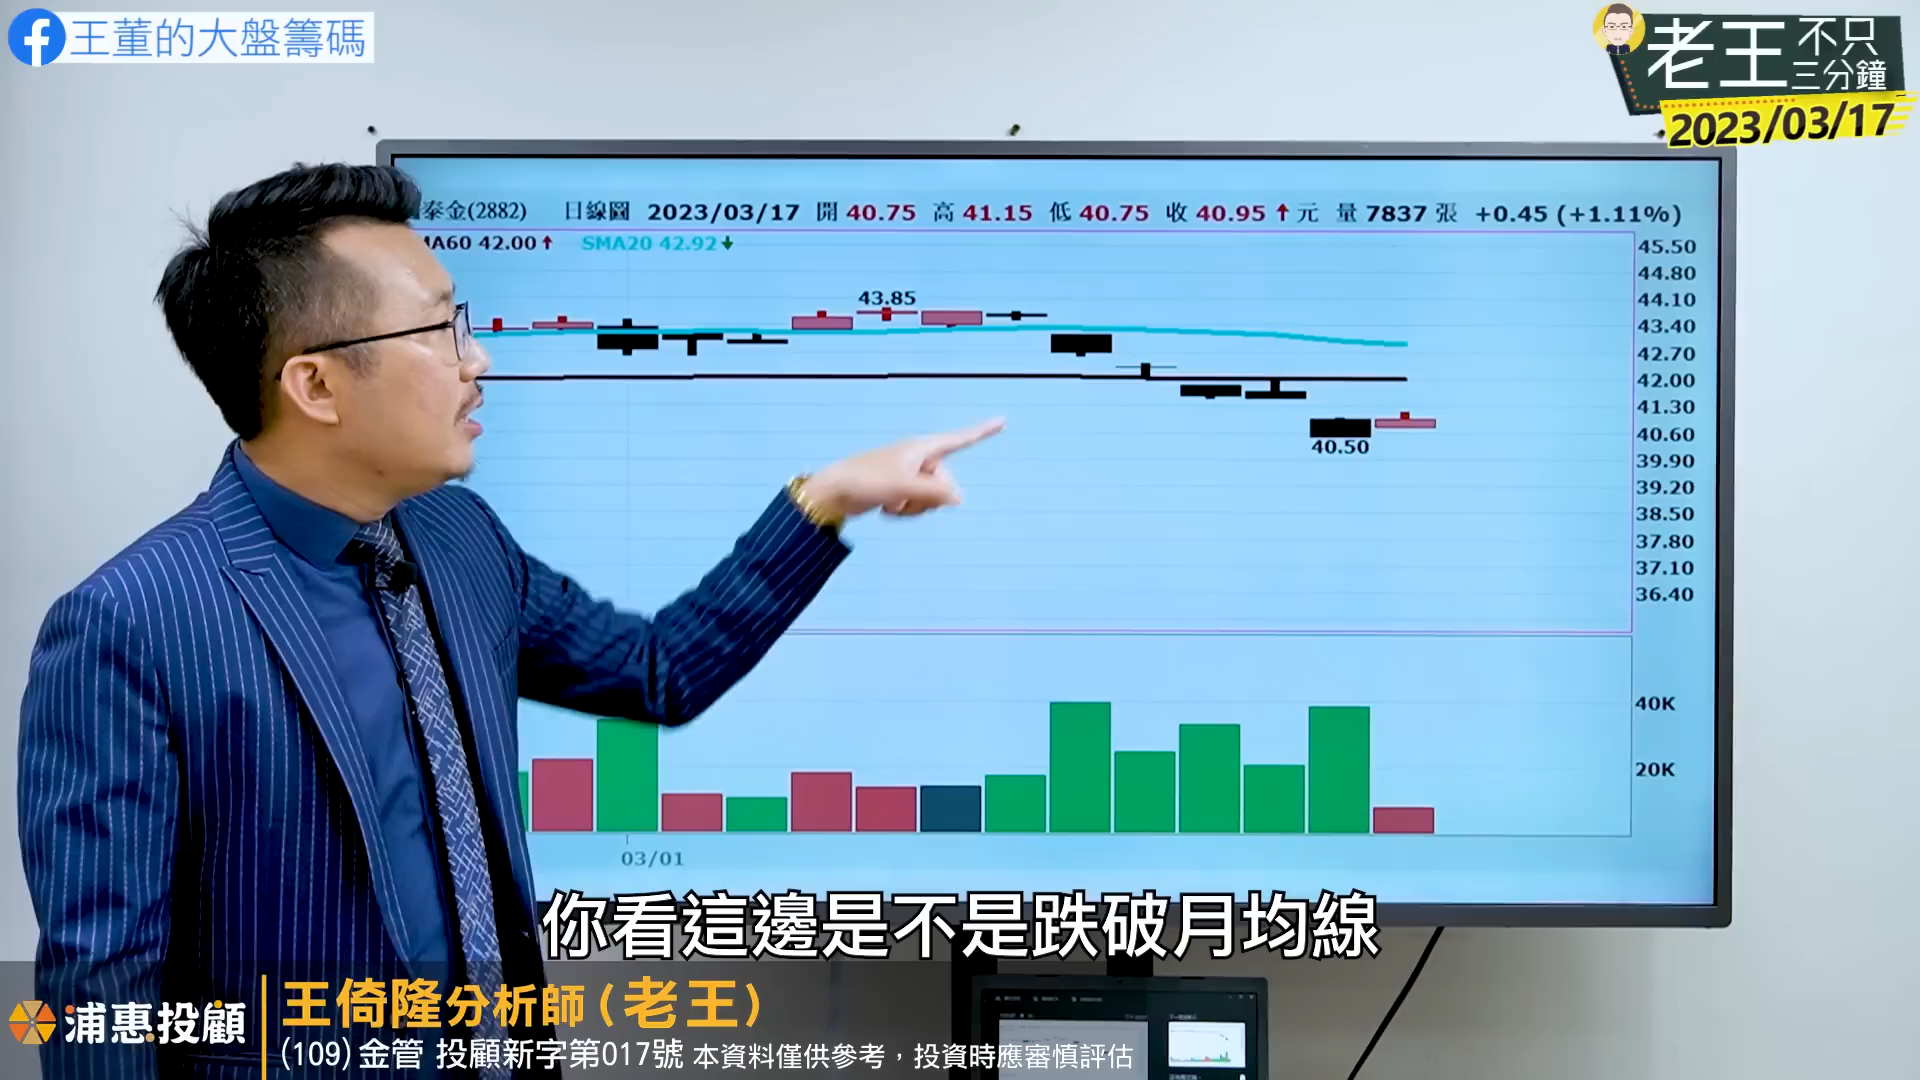 王董的大盤籌碼
老王不只三分鐘
2023/03/17
泰金(2882) 日線圖 2023/03/17 開 40.75 高 41.15 低 40.75 收 40.95 ↑ 元 量 7837 張 +0.45 (+1.11%)
MA60 42.00↑ SMA20 42.92↓
45.50
44.80
44.10
43.40
42.70
42.00
41.30
40.60
39.90
39.20
38.50
37.80
37.10
36.40
43.85
40.50
40K
20K
03/01
你看這邊是不是跌破月均線
浦惠投顧
王倚隆分析師(老王)
(109) 金管 投顧新字第017號 本資料僅供參考，投資時應審慎評估